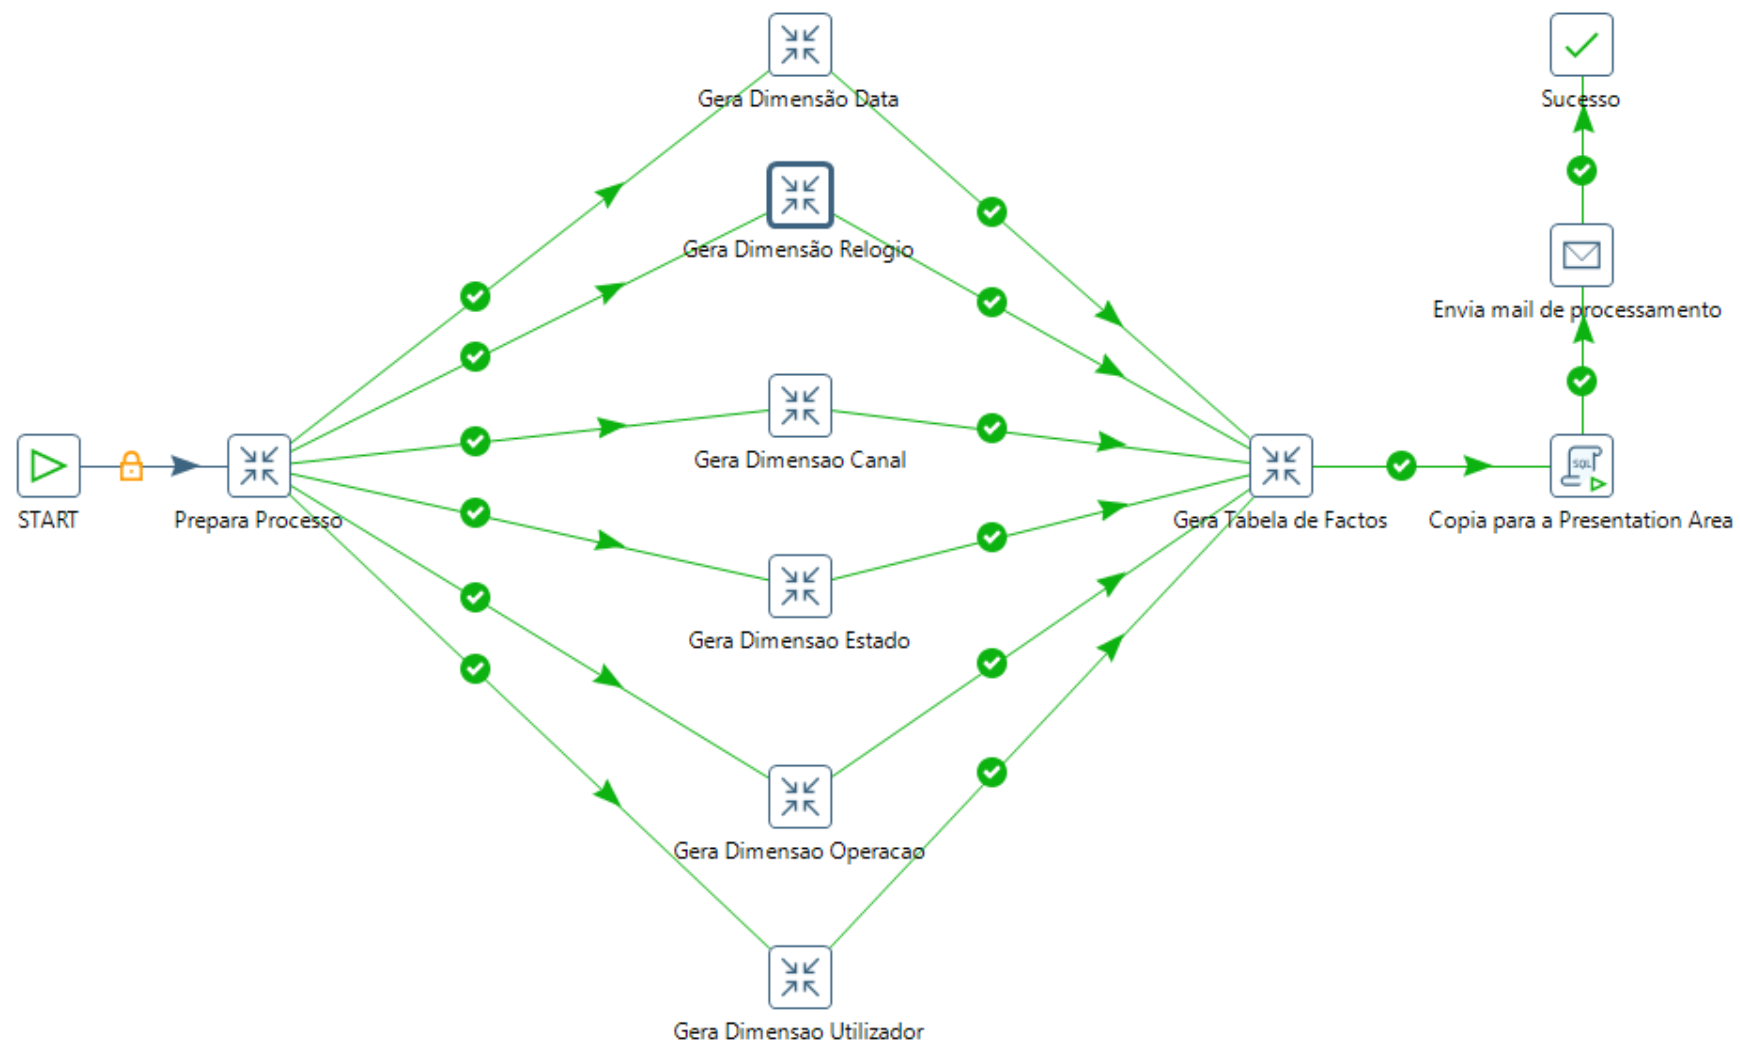 START
Prepara Processo
Gera Dimensão Data
Gera Dimensão Relogio
Gera Dimensao Canal
Gera Dimensao Estado
Gera Dimensao Operacao
Gera Dimensao Utilizador
Gera Tabela de Factos
SQL
Copia para a Presentation Area
Envia mail de processamento
Sucesso